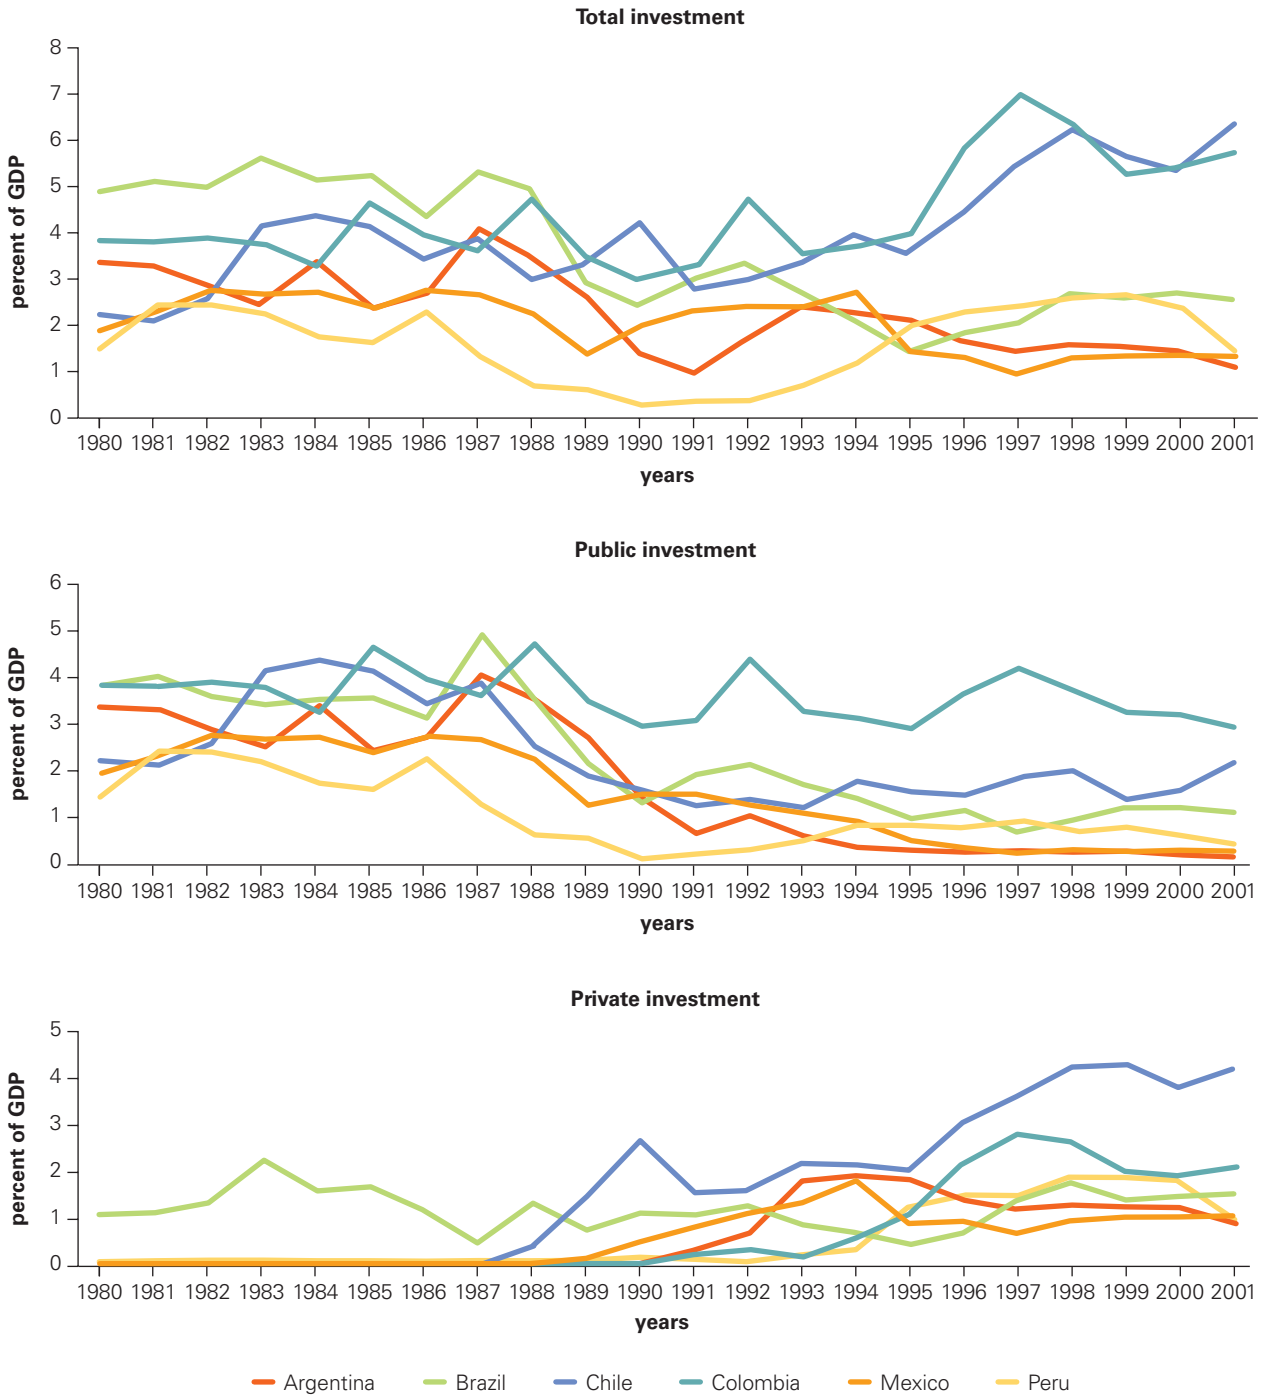 Total investment
percent of GDP
8
7
6
5
4
3
2
1
0
1980 1981 1982 1983 1984 1985 1986 1987 1988 1989 1990 1991 1992 1993 1994 1995 1996 1997 1998 1999 2000 2001
years
Public investment
percent of GDP
6
5
4
3
2
1
0
1980 1981 1982 1983 1984 1985 1986 1987 1988 1989 1990 1991 1992 1993 1994 1995 1996 1997 1998 1999 2000 2001
years
Private investment
percent of GDP
5
4
3
2
1
0
1980 1981 1982 1983 1984 1985 1986 1987 1988 1989 1990 1991 1992 1993 1994 1995 1996 1997 1998 1999 2000 2001
years
Argentina Brazil Chile Colombia Mexico Peru